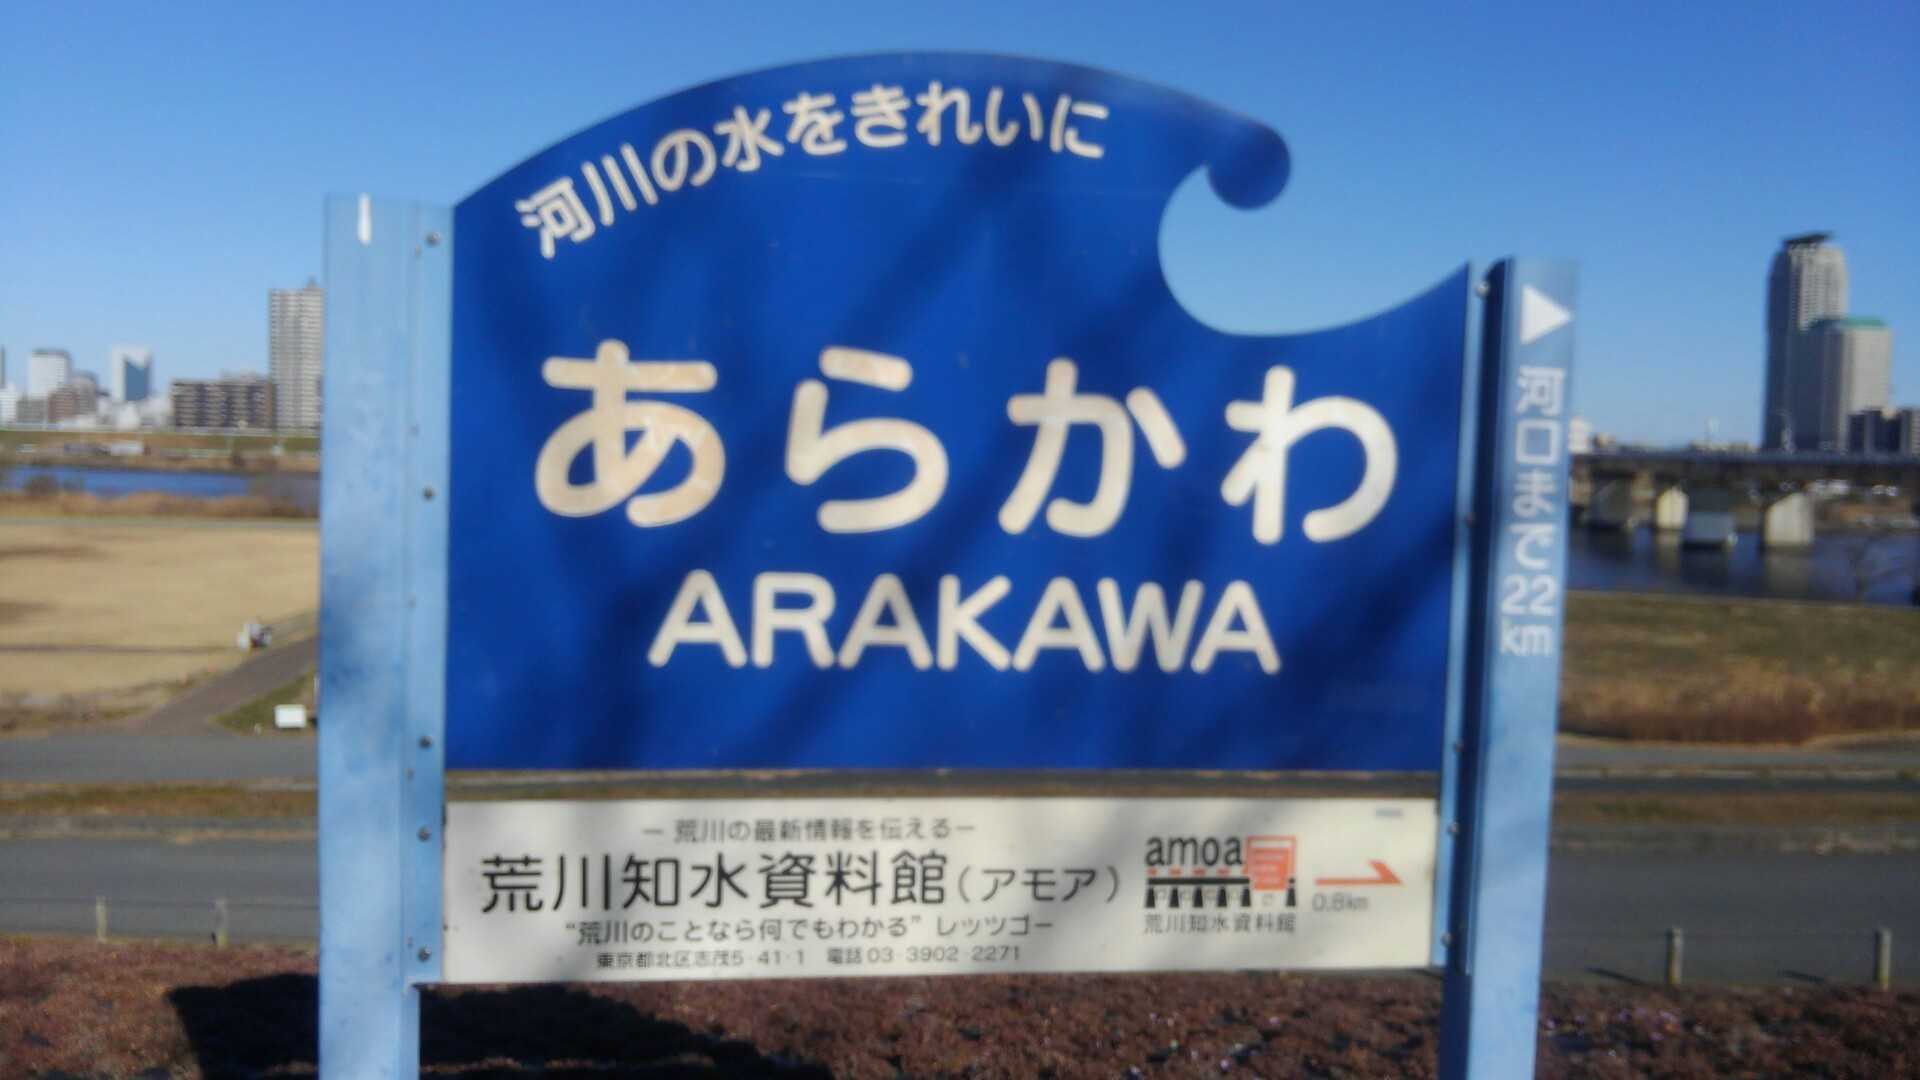 河川の水をきれいに
あらかわ
ARAKAWA
河口まで22km
－荒川の最新情報を伝える－
荒川知水資料館（アモア）
“荒川のことなら何でもわかる”レッツゴー
東京都北区志茂5-41-1 電話03-3902-2271
amoa
荒川知水資料館
0.8km